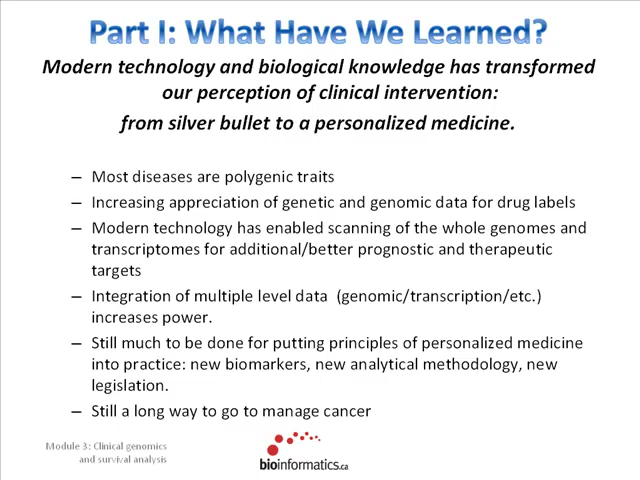 Part I: What Have We Learned?
Modern technology and biological knowledge has transformed
our perception of clinical intervention:
from silver bullet to a personalized medicine.
– Most diseases are polygenic traits
– Increasing appreciation of genetic and genomic data for drug labels
– Modern technology has enabled scanning of the whole genomes and
transcriptomes for additional/better prognostic and therapeutic
targets
– Integration of multiple level data (genomic/transcription/etc.)
increases power.
– Still much to be done for putting principles of personalized medicine
into practice: new biomarkers, new analytical methodology, new
legislation.
– Still a long way to go to manage cancer
Module 3: Clinical genomics
and survival analysis
bioinformatics.ca